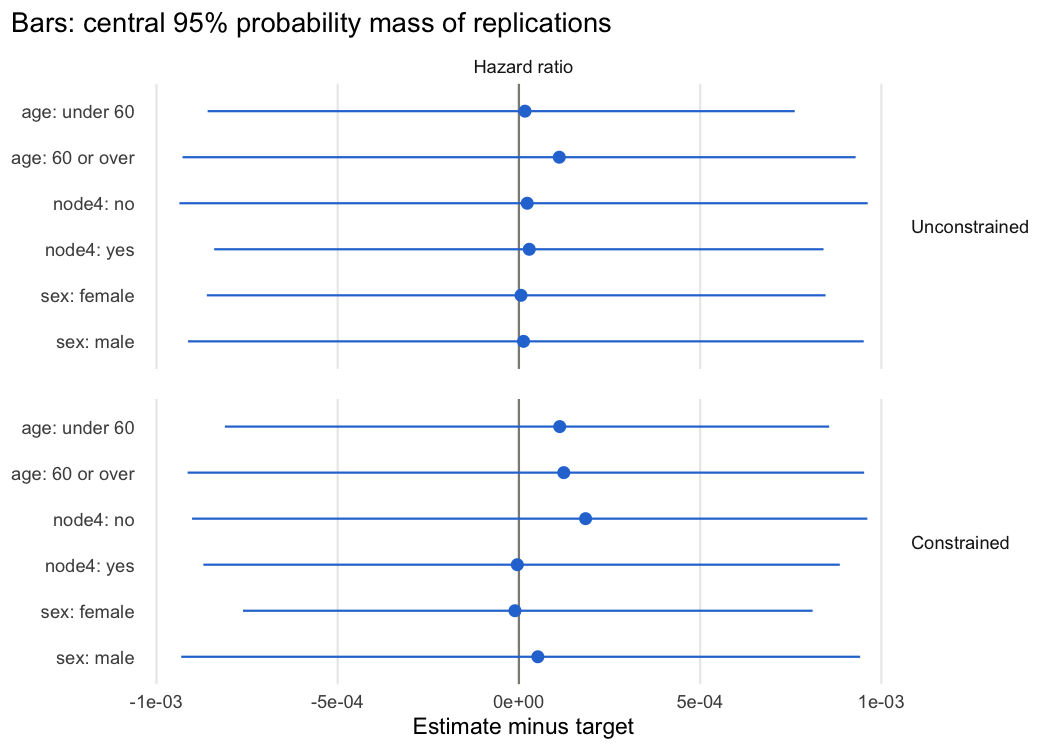 Bars: central 95% probability mass of replications
Hazard ratio
age: under 60
age: 60 or over
node4: no
node4: yes
sex: female
sex: male
Unconstrained
age: under 60
age: 60 or over
node4: no
node4: yes
sex: female
sex: male
Constrained
-1e-03 -5e-04 0e+00 5e-04 1e-03
Estimate minus target